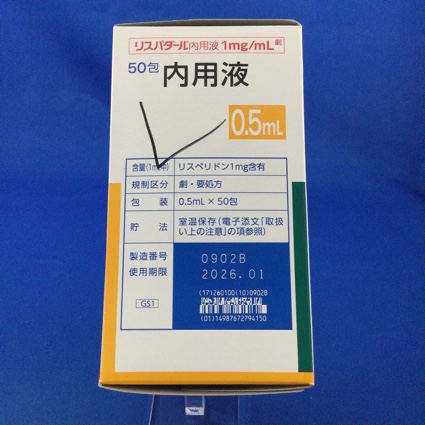 リスパダール内用液 1mg/mL 劇
50包 内用液
0.5mL
含量(1mL中) リスペリドン1mg含有
規制区分 劇・要処方
包装 0.5mL×50包
貯法 室温保存(電子添文「取扱
い上の注意」の項参照)
製造番号 0902B
使用期限 2026.01
(17)260100(10)0902B
GS1
(01)14987672794150